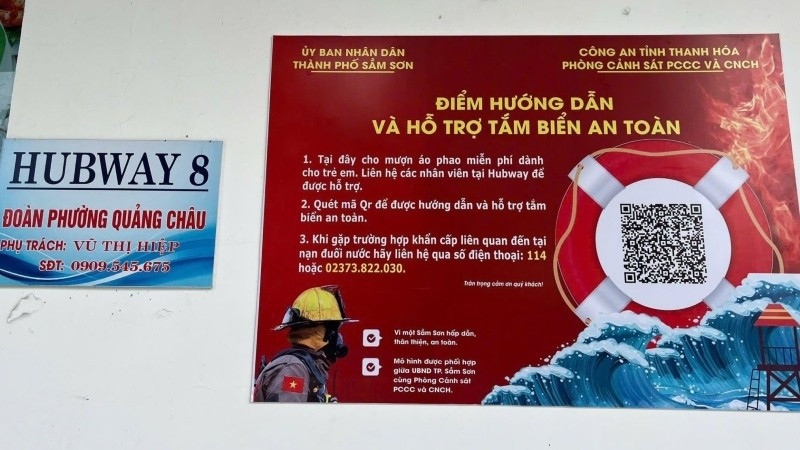 HUBWAY 8
ĐOÀN PHƯỜNG QUẢNG CHÂU
PHỤ TRÁCH: VŨ THỊ HIỆP
SĐT: 0909.545.675
ỦY BAN NHÂN DÂN
THÀNH PHỐ SẦM SƠN
CÔNG AN TỈNH THANH HÓA
PHÒNG CẢNH SÁT PCCC VÀ CNCH
ĐIỂM HƯỚNG DẪN
VÀ HỖ TRỢ TẮM BIỂN AN TOÀN
1. Tại đây cho mượn áo phao miễn phí dành
cho trẻ em. Liên hệ các nhân viên tại Hubway để
được hỗ trợ.
2. Quét mã Qr để được hướng dẫn và hỗ trợ tắm
biển an toàn.
3. Khi gặp trường hợp khẩn cấp liên quan đến tai
nạn đuối nước hãy liên hệ qua số điện thoại: 114
hoặc 02373.822.030.
Trân trọng cảm ơn quý khách!
Vì một Sầm Sơn hấp dẫn,
thân thiện, an toàn.
Mô hình được phối hợp
giữa UBND TP. Sầm Sơn
cùng Phòng Cảnh sát
PCCC và CNCH.